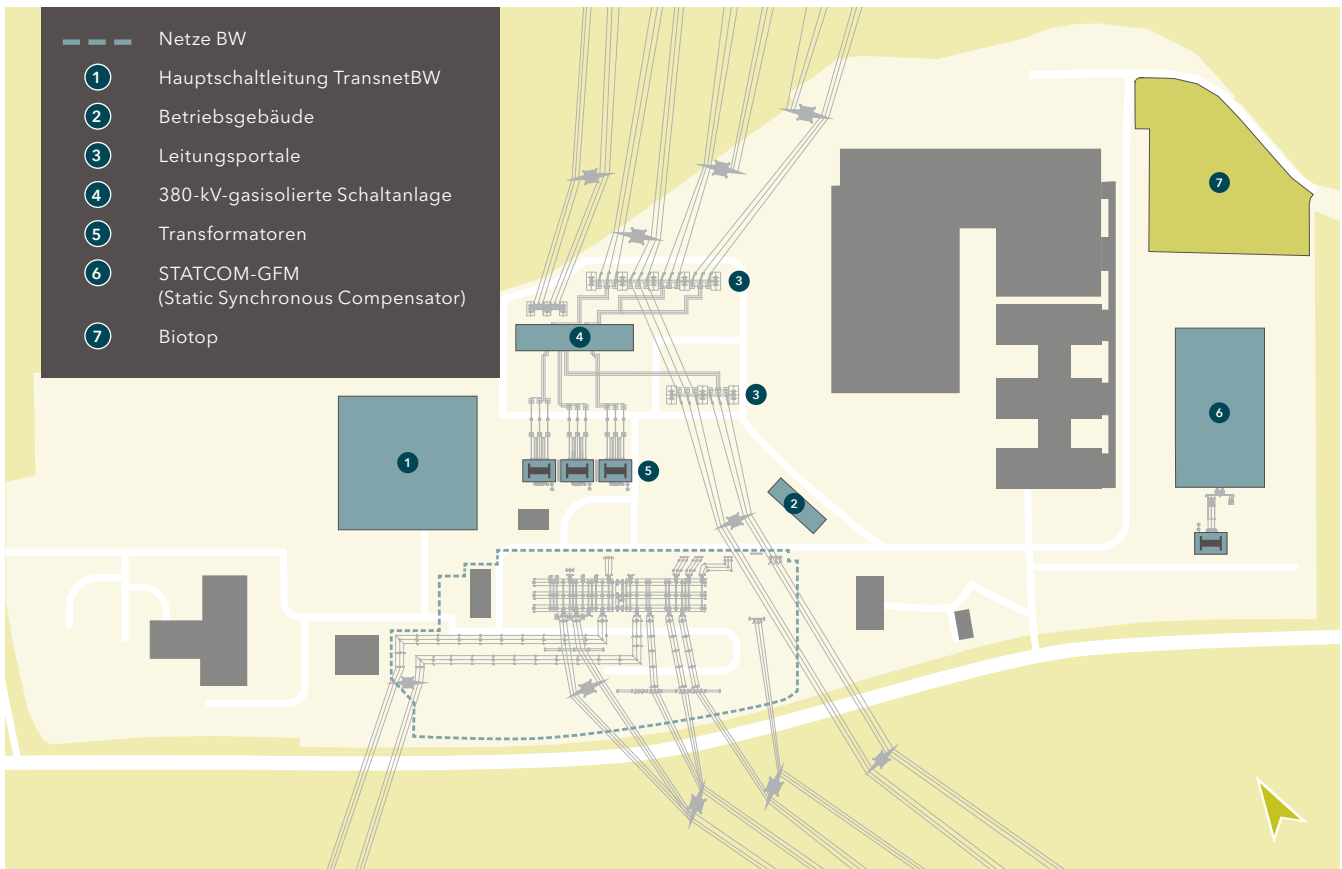 Netze BW
1 Hauptschaltleitung TransnetBW
2 Betriebsgebäude
3 Leitungsportale
4 380-kV-gasisolierte Schaltanlage
5 Transformatoren
6 STATCOM-GFM
(Static Synchronous Compensator)
7 Biotop
7
3
4
3
6
1
5
2